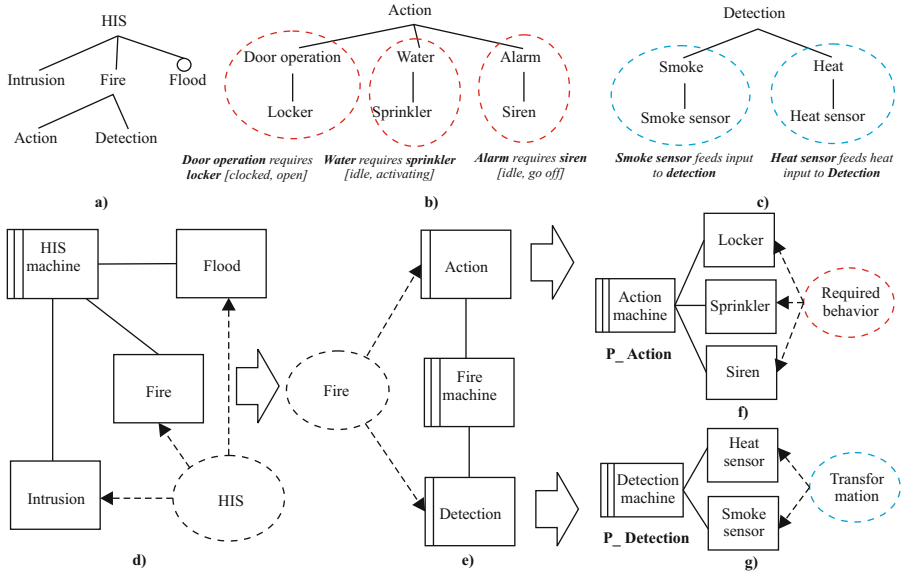 HIS
Intrusion
Fire
Flood
Action
Detection
a)
Action
Door operation
Water
Alarm
Locker
Sprinkler
Siren
Door operation requires
locker [clocked, open]
Water requires sprinkler
[idle, activating]
Alarm requires siren
[idle, go off]
b)
Detection
Smoke
Heat
Smoke sensor
Heat sensor
Smoke sensor feeds input
to detection
Heat sensor feeds heat
input to Detection
c)
HIS
machine
Flood
Fire
Intrusion
HIS
d)
Action
Fire
Fire
machine
Detection
e)
Locker
Action
machine
Sprinkler
Required
behavior
P_ Action
Siren
f)
Heat
sensor
Detection
machine
Transfor
mation
Smoke
sensor
P_ Detection
g)